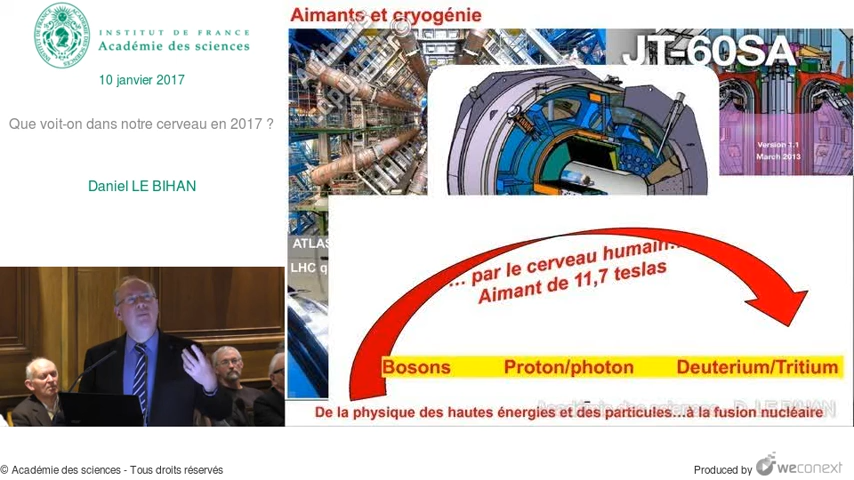 INSTITUT DE FRANCE
Académie des sciences
10 janvier 2017
Que voit-on dans notre cerveau en 2017 ?
Daniel LE BIHAN
Aimants et cryogénie
JT-60SA
Version 1.1
March 2013
ATLAS
LHC q
... par le cerveau humain...
Aimant de 11,7 teslas
Bosons Proton/photon Deuterium/Tritium
De la physique des hautes énergies et des particules...à la fusion nucléaire
© Académie des sciences - Tous droits réservés
Produced by weconext